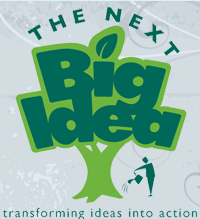 THE NEXT
Big
Idea
transforming ideas into action